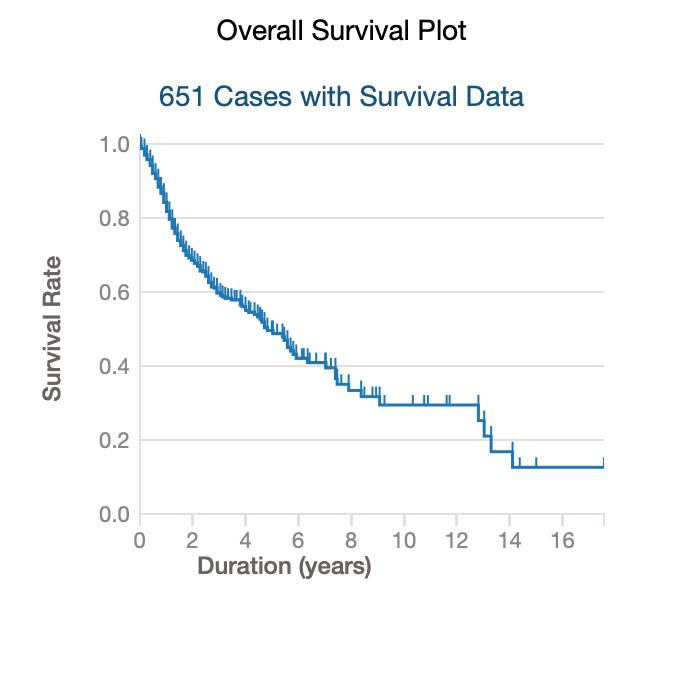 Overall Survival Plot
651 Cases with Survival Data
1.0
0.8
0.6
0.4
0.2
0.0
Survival Rate
0 2 4 6 8 10 12 14 16
Duration (years)